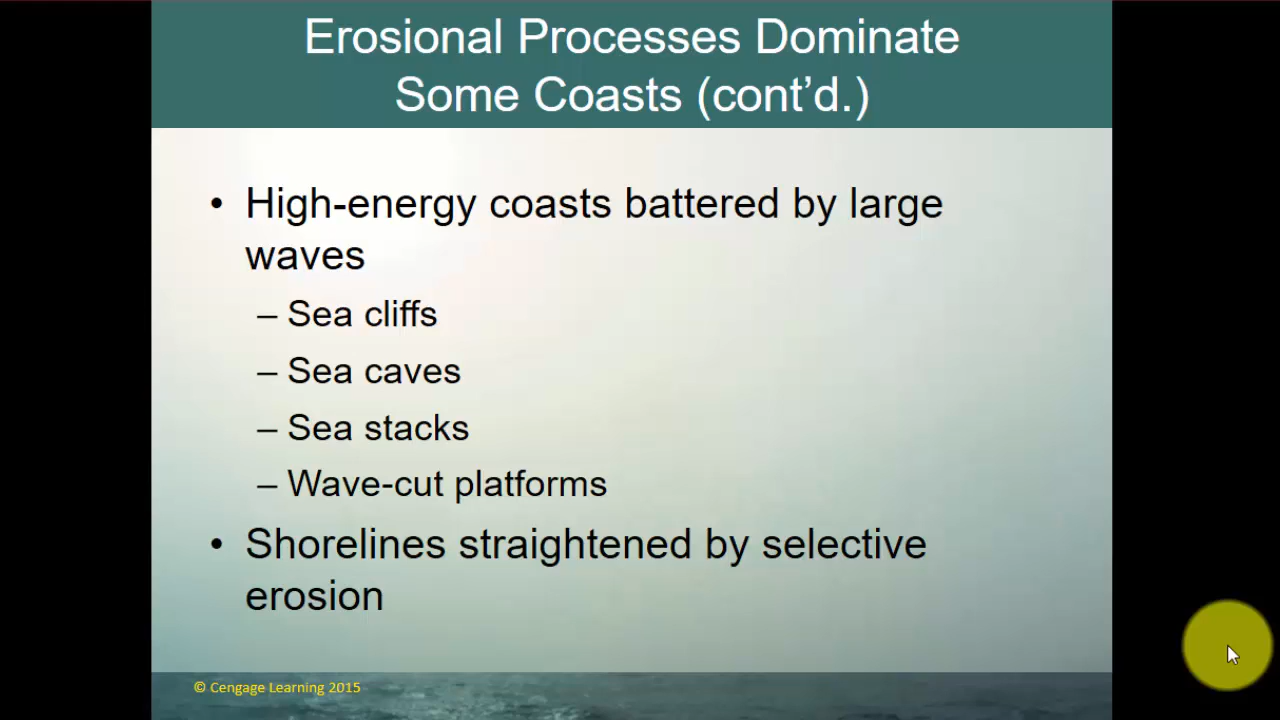 Erosional Processes Dominate
Some Coasts (cont’d.)
• High-energy coasts battered by large
waves
– Sea cliffs
– Sea caves
– Sea stacks
– Wave-cut platforms
• Shorelines straightened by selective
erosion
© Cengage Learning 2015